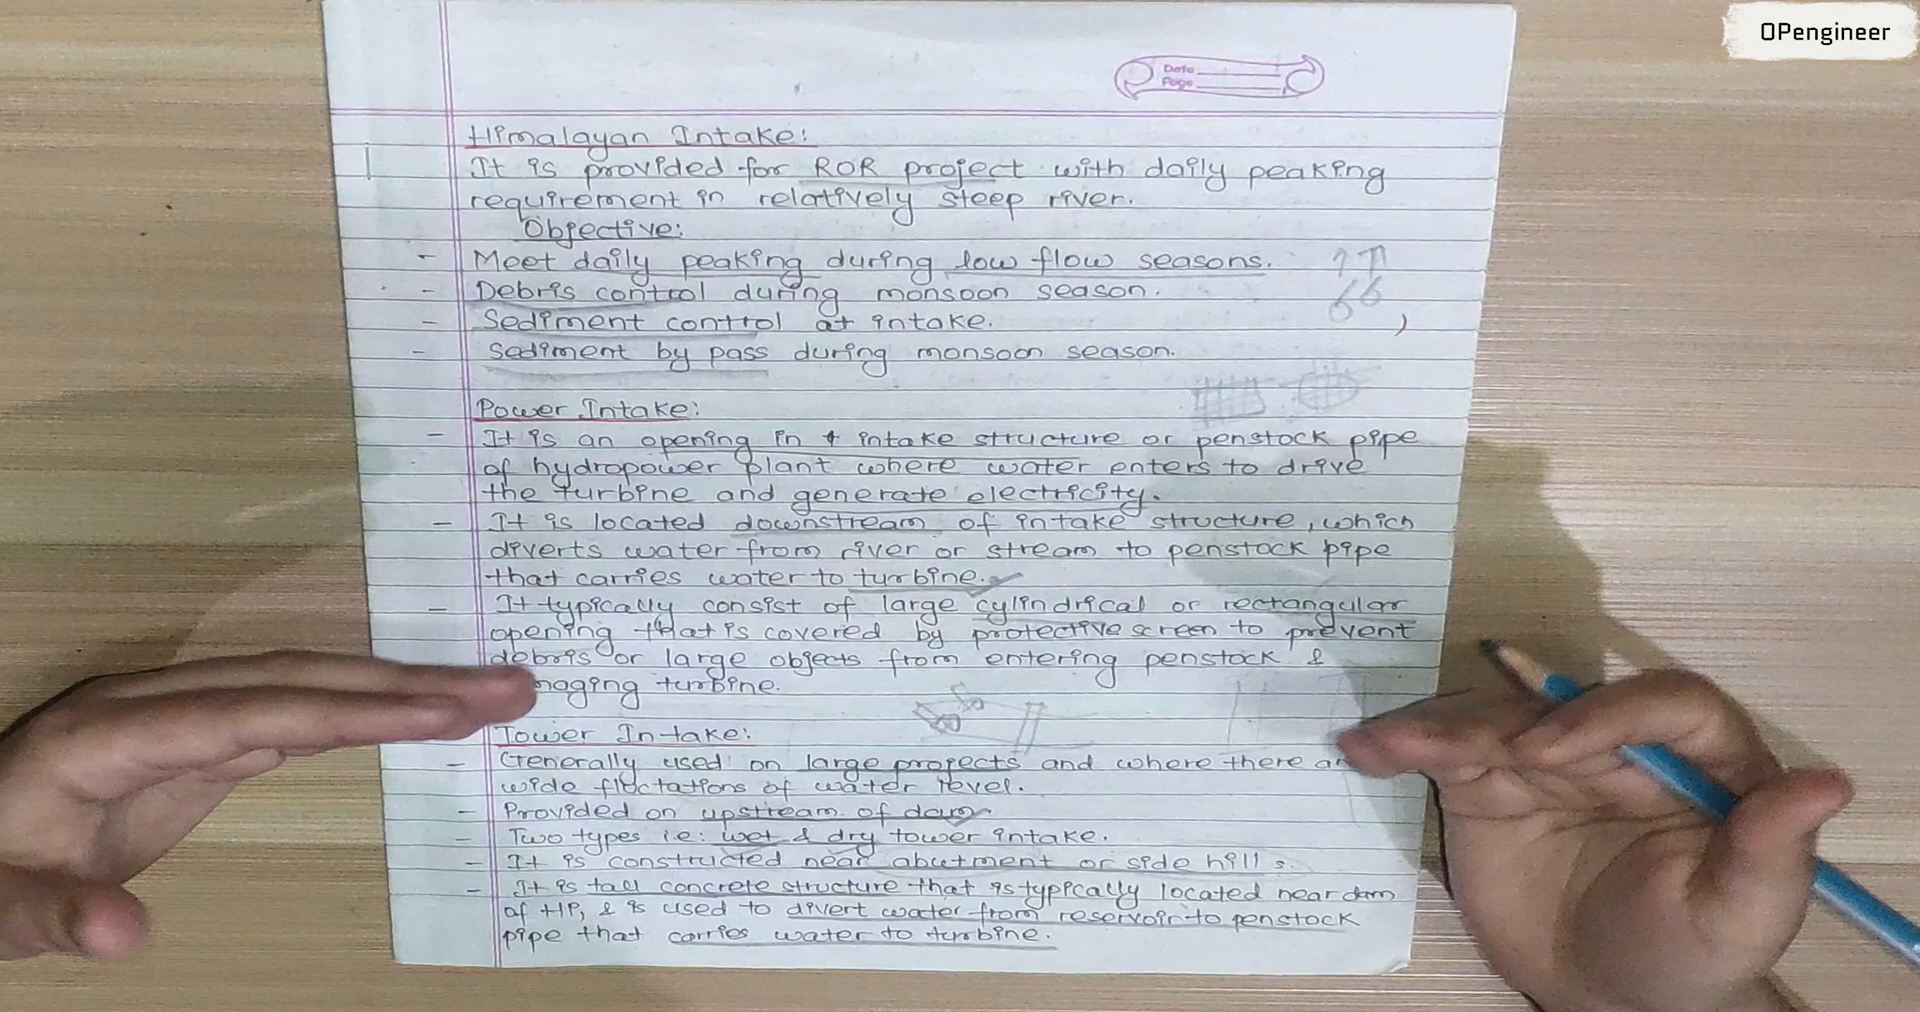 OPengineer
Date
Page
Himalayan Intake:
It is provided for ROR project with daily peaking
requirement in relatively steep river.
Objective:
- Meet daily peaking during low flow seasons.
- Debris control during monsoon season.
- Sediment control at intake.
- Sediment by pass during monsoon season.
Power Intake:
- It is an opening in intake structure or penstock pipe
of hydropower plant where water enters to drive
the turbine and generate electricity.
- It is located downstream of intake structure, which
diverts water from river or stream to penstock pipe
that carries water to turbine.
- It typically consist of large cylindrical or rectangular
opening that is covered by protective screen to prevent
debris or large objects from entering penstock &
maging turbine.
Tower Intake:
- Generally used on large projects and where there ar
wide fluctations of water level.
- Provided on upstream of dam
- Two types i.e: wet & dry tower intake.
- It is constructed near abutment or side hill s.
- It is tall concrete structure that is typically located near dam
of HP, & is used to divert water from reservoir to penstock
pipe that carries water to turbine.